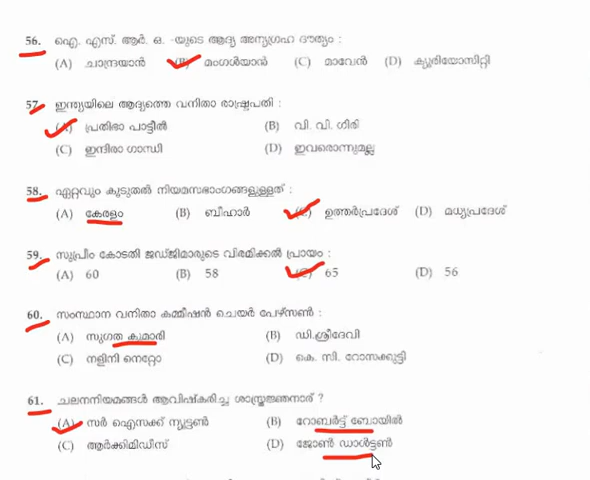 56. ഐ. എസ്. ആർ. ഒ. -യുടെ ആദ്യ അന്യഗ്രഹ ദൗത്യം :
(A) ചാന്ദ്രയാൻ (B) മംഗൾയാൻ (C) മാവേൻ (D) ക്യൂരിയോസിറ്റി
57. ഇന്ത്യയിലെ ആദ്യത്തെ വനിതാ രാഷ്ട്രപതി :
(A) പ്രതിഭാ പാട്ടീൽ (B) വി. വി. ഗിരി
(C) ഇന്ദിരാ ഗാന്ധി (D) ഇവരൊന്നുമല്ല
58. ഏറ്റവും കൂടുതൽ നിയമസഭാംഗങ്ങളുള്ളത് :
(A) കേരളം (B) ബീഹാർ (C) ഉത്തർപ്രദേശ് (D) മധ്യപ്രദേശ്
59. സുപ്രീം കോടതി ജഡ്ജിമാരുടെ വിരമിക്കൽ പ്രായം :
(A) 60 (B) 58 (C) 65 (D) 56
60. സംസ്ഥാന വനിതാ കമ്മീഷൻ ചെയർ പേഴ്സൺ :
(A) സുഗത കുമാരി (B) ഡി.ശ്രീദേവി
(C) നളിനി നെറ്റോ (D) കെ. സി. റോസക്കുട്ടി
61. ചലനനിയമങ്ങൾ ആവിഷ്കരിച്ച ശാസ്ത്രജ്ഞനാര് ?
(A) സർ ഐസക്ക് ന്യൂട്ടൺ (B) റോബർട്ട് ബോയിൽ
(C) ആർക്കിമിഡീസ് (D) ജോൺ ഡാൾട്ടൺ